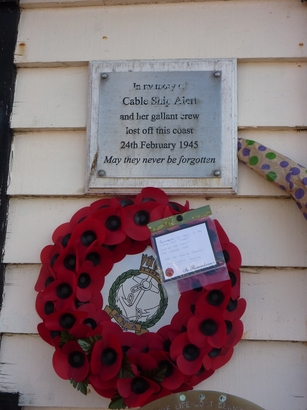 In memory of
Cable Ship Alert
and her gallant crew
lost off this coast
24th February 1945
May they never be forgotten